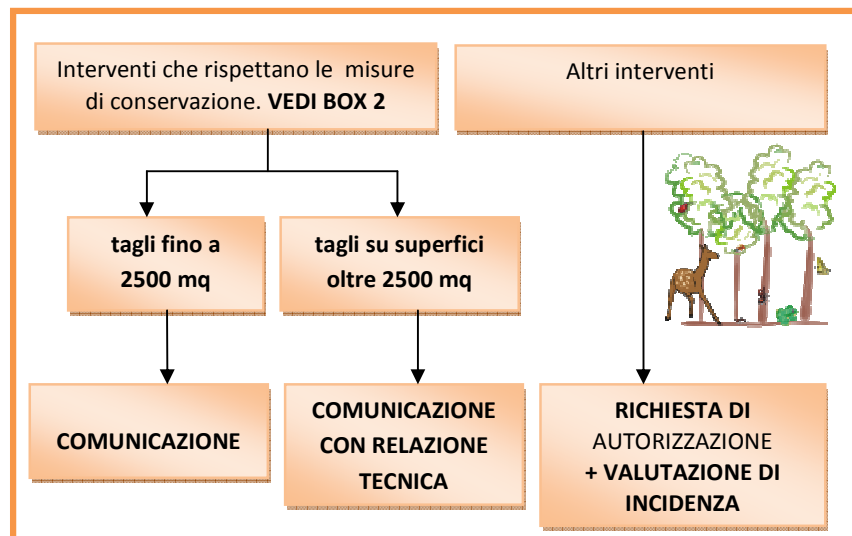 Interventi che rispettano le misure
di conservazione. VEDI BOX 2
Altri interventi
tagli fino a
2500 mq
tagli su superfici
oltre 2500 mq
COMUNICAZIONE
COMUNICAZIONE
CON RELAZIONE
TECNICA
RICHIESTA DI
AUTORIZZAZIONE
+ VALUTAZIONE DI
INCIDENZA